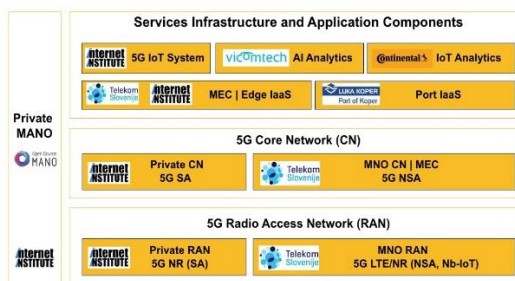 Services Infrastructure and Application Components
internet INSTITUTE 5G IoT System
vicomtech AI Analytics
Continental IoT Analytics
Telekom Slovenije internet INSTITUTE MEC | Edge IaaS
LUKA KOPER Port of Koper Port IaaS
Private
MANO
Open Source
MANO
5G Core Network (CN)
internet INSTITUTE Private CN
5G SA
Telekom Slovenije MNO CN | MEC
5G NSA
5G Radio Access Network (RAN)
internet INSTITUTE
internet INSTITUTE Private RAN
5G NR (SA)
Telekom Slovenije MNO RAN
5G LTE/NR (NSA, Nb-IoT)